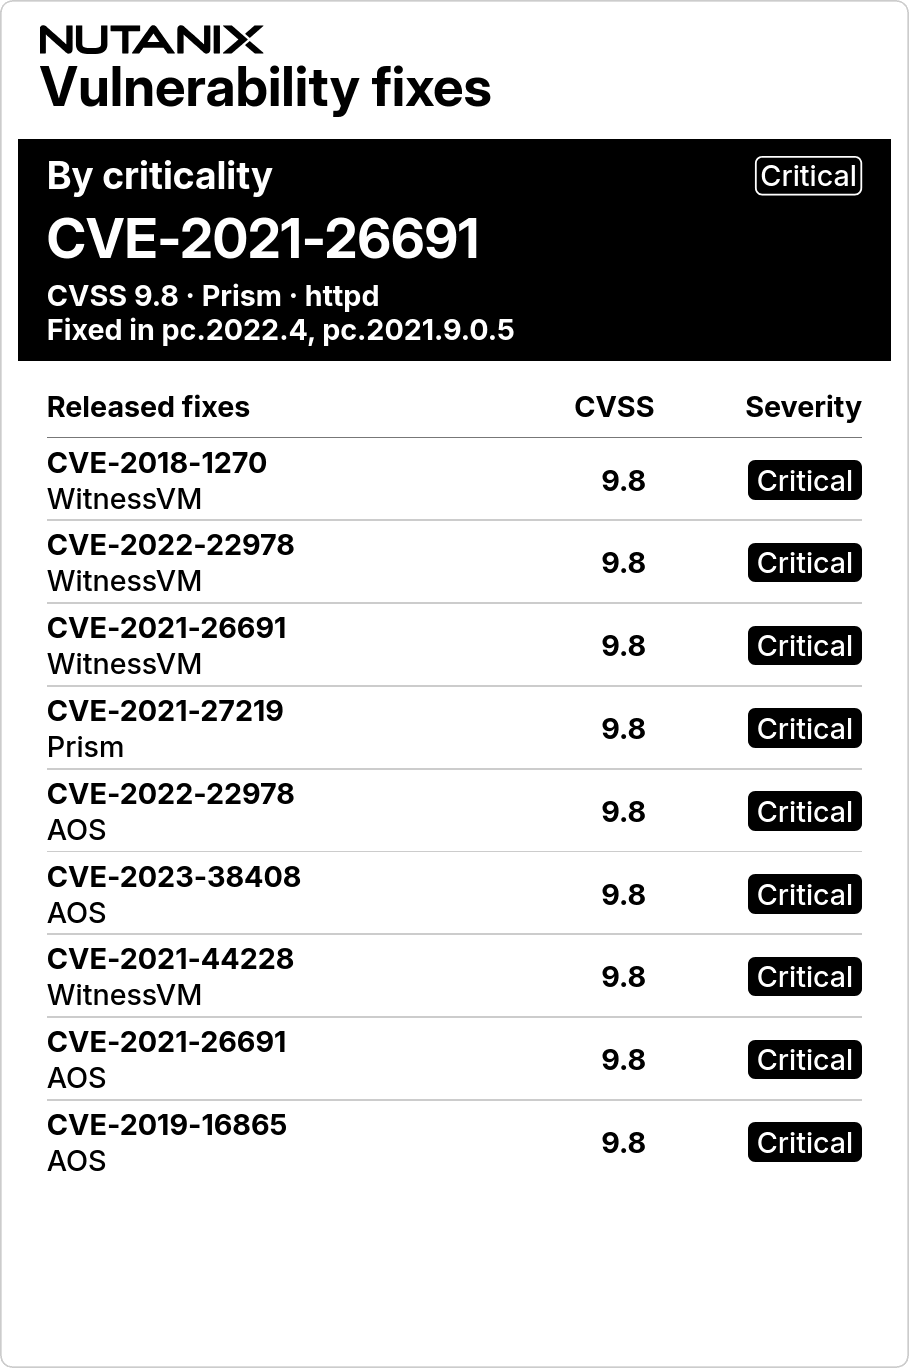 NUTANIX
Vulnerability fixes
By criticality
Critical
CVE-2021-26691
CVSS 9.8 · Prism · httpd
Fixed in pc.2022.4, pc.2021.9.0.5
Released fixes CVSS Severity
CVE-2018-1270
WitnessVM
9.8 Critical
CVE-2022-22978
WitnessVM
9.8 Critical
CVE-2021-26691
WitnessVM
9.8 Critical
CVE-2021-27219
Prism
9.8 Critical
CVE-2022-22978
AOS
9.8 Critical
CVE-2023-38408
AOS
9.8 Critical
CVE-2021-44228
WitnessVM
9.8 Critical
CVE-2021-26691
AOS
9.8 Critical
CVE-2019-16865
AOS
9.8 Critical